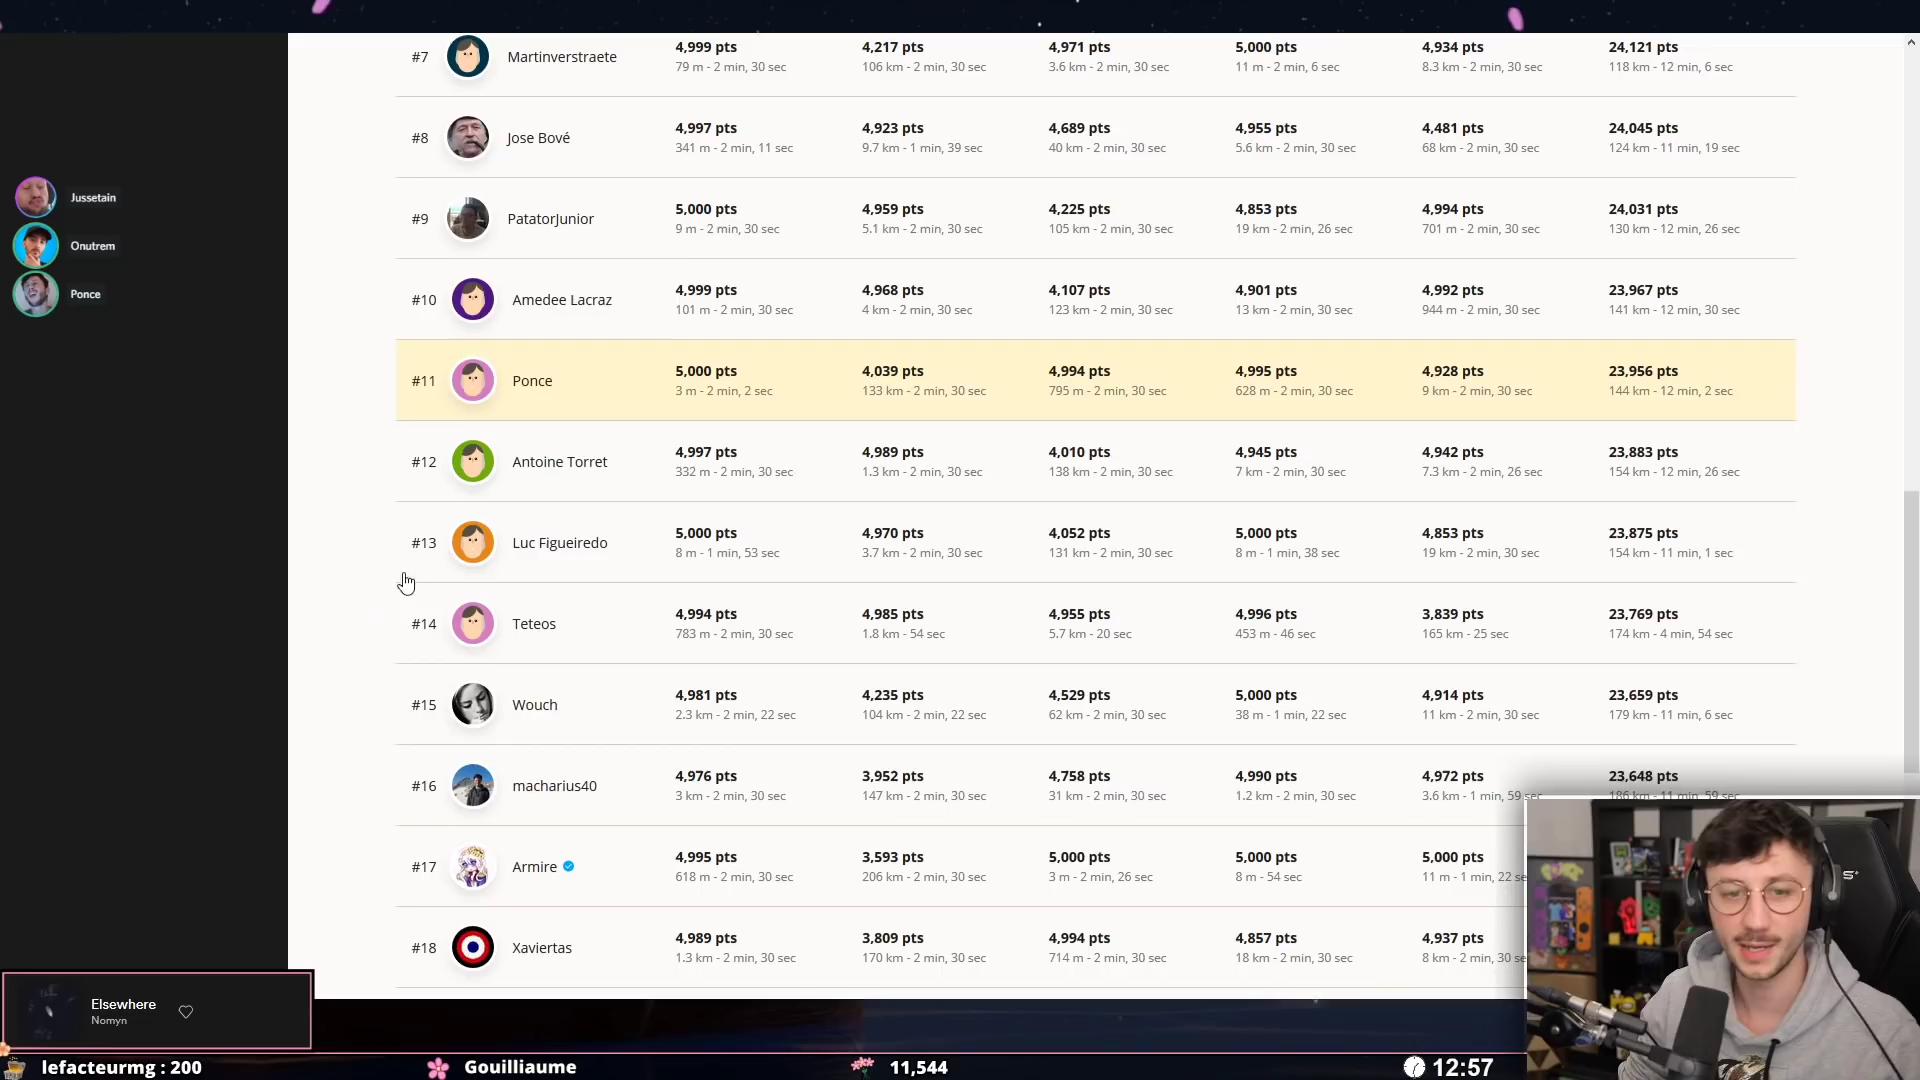 #7 Martinverstraete 4,999 pts 4,217 pts 4,971 pts 5,000 pts 4,934 pts 24,121 pts
79 m - 2 min, 30 sec 106 km - 2 min, 30 sec 3.6 km - 2 min, 30 sec 11 m - 2 min, 6 sec 8.3 km - 2 min, 30 sec 118 km - 12 min, 6 sec
#8 Jose Bové 4,997 pts 4,923 pts 4,689 pts 4,955 pts 4,481 pts 24,045 pts
341 m - 2 min, 11 sec 9.7 km - 1 min, 39 sec 40 km - 2 min, 30 sec 5.6 km - 2 min, 30 sec 68 km - 2 min, 30 sec 124 km - 11 min, 19 sec
Jussetain
#9 PatatorJunior 5,000 pts 4,959 pts 4,225 pts 4,853 pts 4,994 pts 24,031 pts
9 m - 2 min, 30 sec 5.1 km - 2 min, 30 sec 105 km - 2 min, 30 sec 19 km - 2 min, 26 sec 701 m - 2 min, 30 sec 130 km - 12 min, 26 sec
Onutrem
#10 Amedee Lacraz 4,999 pts 4,968 pts 4,107 pts 4,901 pts 4,992 pts 23,967 pts
101 m - 2 min, 30 sec 4 km - 2 min, 30 sec 123 km - 2 min, 30 sec 13 km - 2 min, 30 sec 944 m - 2 min, 30 sec 141 km - 12 min, 30 sec
Ponce
#11 Ponce 5,000 pts 4,039 pts 4,994 pts 4,995 pts 4,928 pts 23,956 pts
3 m - 2 min, 2 sec 133 km - 2 min, 30 sec 795 m - 2 min, 30 sec 628 m - 2 min, 30 sec 9 km - 2 min, 30 sec 144 km - 12 min, 2 sec
#12 Antoine Torret 4,997 pts 4,989 pts 4,010 pts 4,945 pts 4,942 pts 23,883 pts
332 m - 2 min, 30 sec 1.3 km - 2 min, 30 sec 138 km - 2 min, 30 sec 7 km - 2 min, 30 sec 7.3 km - 2 min, 26 sec 154 km - 12 min, 26 sec
#13 Luc Figueiredo 5,000 pts 4,970 pts 4,052 pts 5,000 pts 4,853 pts 23,875 pts
8 m - 1 min, 53 sec 3.7 km - 2 min, 30 sec 131 km - 2 min, 30 sec 8 m - 1 min, 38 sec 19 km - 2 min, 30 sec 154 km - 11 min, 1 sec
#14 Teteos 4,994 pts 4,985 pts 4,955 pts 4,996 pts 3,839 pts 23,769 pts
783 m - 2 min, 30 sec 1.8 km - 54 sec 5.7 km - 20 sec 453 m - 46 sec 165 km - 25 sec 174 km - 4 min, 54 sec
#15 Wouch 4,981 pts 4,235 pts 4,529 pts 5,000 pts 4,914 pts 23,659 pts
2.3 km - 2 min, 22 sec 104 km - 2 min, 22 sec 62 km - 2 min, 30 sec 38 m - 1 min, 22 sec 11 km - 2 min, 30 sec 179 km - 11 min, 6 sec
#16 macharius40 4,976 pts 3,952 pts 4,758 pts 4,990 pts 4,972 pts 23,648 pts
3 km - 2 min, 30 sec 147 km - 2 min, 30 sec 31 km - 2 min, 30 sec 1.2 km - 2 min, 30 sec 3.6 km - 1 min, 59 sec 186 km - 11 min, 59 sec
#17 Armire 4,995 pts 3,593 pts 5,000 pts 5,000 pts 5,000 pts
618 m - 2 min, 30 sec 206 km - 2 min, 30 sec 3 m - 2 min, 26 sec 8 m - 54 sec 11 m - 1 min, 22 se
#18 Xaviertas 4,989 pts 3,809 pts 4,994 pts 4,857 pts 4,937 pts
1.3 km - 2 min, 30 sec 170 km - 2 min, 30 sec 714 m - 2 min, 30 sec 18 km - 2 min, 30 sec 8 km - 2 min, 30 se
Elsewhere
Nomyn
lefacteurmg : 200 Gouilliaume 11,544 12:57